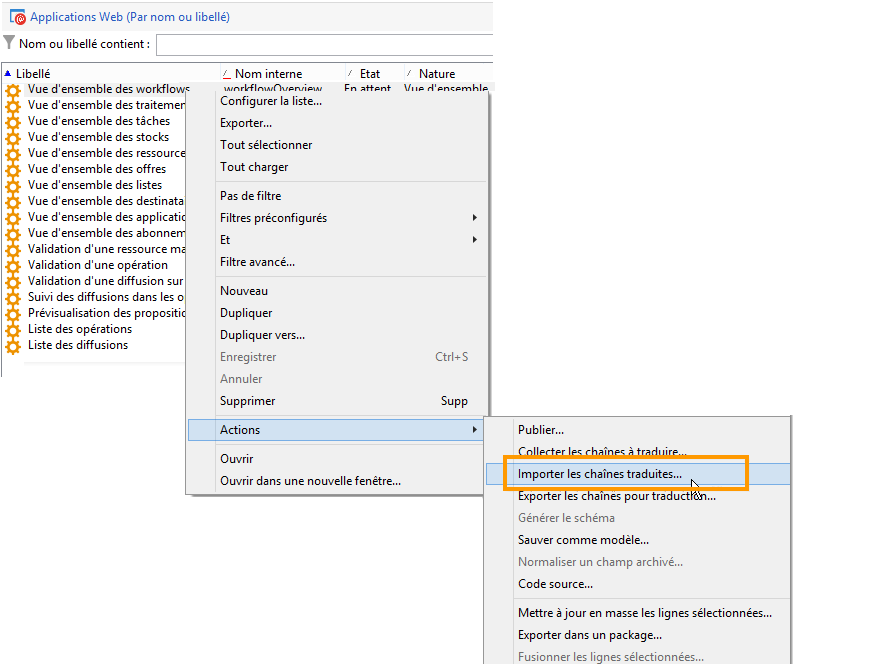 Applications Web (Par nom ou libellé)
Nom ou libellé contient :
Libellé Nom interne Etat Nature
Vue d'ensemble des workflows workflowOverview En attent Vue d'ensemble
Vue d'ensemble des traitemen
Vue d'ensemble des tâches
Vue d'ensemble des stocks
Vue d'ensemble des ressource
Vue d'ensemble des offres
Vue d'ensemble des listes
Vue d'ensemble des destinata
Vue d'ensemble des applicatio
Vue d'ensemble des abonnem
Validation d'une ressource ma
Validation d'une opération
Validation d'une diffusion sur
Suivi des diffusions dans les o
Prévisualisation des propositio
Liste des opérations
Liste des diffusions
Configurer la liste...
Exporter...
Tout sélectionner
Tout charger
Pas de filtre
Filtres préconfigurés
Et
Filtre avancé...
Nouveau
Dupliquer
Dupliquer vers...
Enregistrer Ctrl+S
Annuler
Supprimer Supp
Actions
Ouvrir
Ouvrir dans une nouvelle fenêtre...
Publier...
Collecter les chaînes à traduire...
Importer les chaînes traduites...
Exporter les chaînes pour traduction...
Générer le schéma
Sauver comme modèle...
Normaliser un champ archivé...
Code source...
Mettre à jour en masse les lignes sélectionnées...
Exporter dans un package...
Fusionner les lignes sélectionnées...